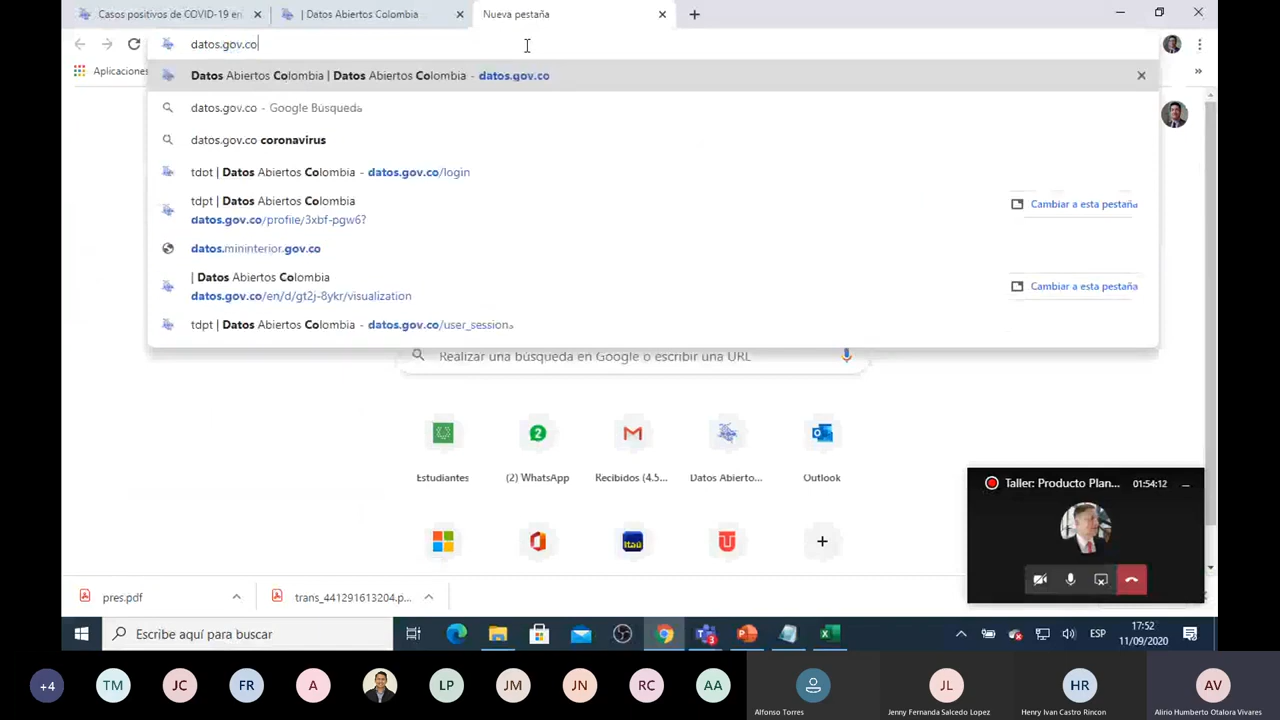 Casos positivos de COVID-19 en
| Datos Abiertos Colombia
Nueva pestaña
datos.gov.co
Aplicaciones
Datos Abiertos Colombia | Datos Abiertos Colombia - datos.gov.co
datos.gov.co - Google Búsqueda
datos.gov.co coronavirus
tdpt | Datos Abiertos Colombia - datos.gov.co/login
tdpt | Datos Abiertos Colombia
datos.gov.co/profile/3xbf-pgw6?
Cambiar a esta pestaña
datos.mininterior.gov.co
| Datos Abiertos Colombia
datos.gov.co/en/d/gt2j-8ykr/visualization
Cambiar a esta pestaña
tdpt | Datos Abiertos Colombia - datos.gov.co/user_sessions
Realizar una búsqueda en Google o escribir una URL
Estudiantes
(2) WhatsApp
Recibidos (4.5...
Datos Abierto...
Outlook
Itaú
Taller: Producto Plan...
01:54:12
pres.pdf
trans_441291613204.p...
Escribe aquí para buscar
ESP
17:52
11/09/2020
+4
TM
JC
FR
A
LP
JM
JN
RC
AA
Alfonso Torres
JL
Jenny Fernanda Salcedo Lopez
HR
Henry Ivan Castro Rincon
AV
Alirio Humberto Otalora Vivares